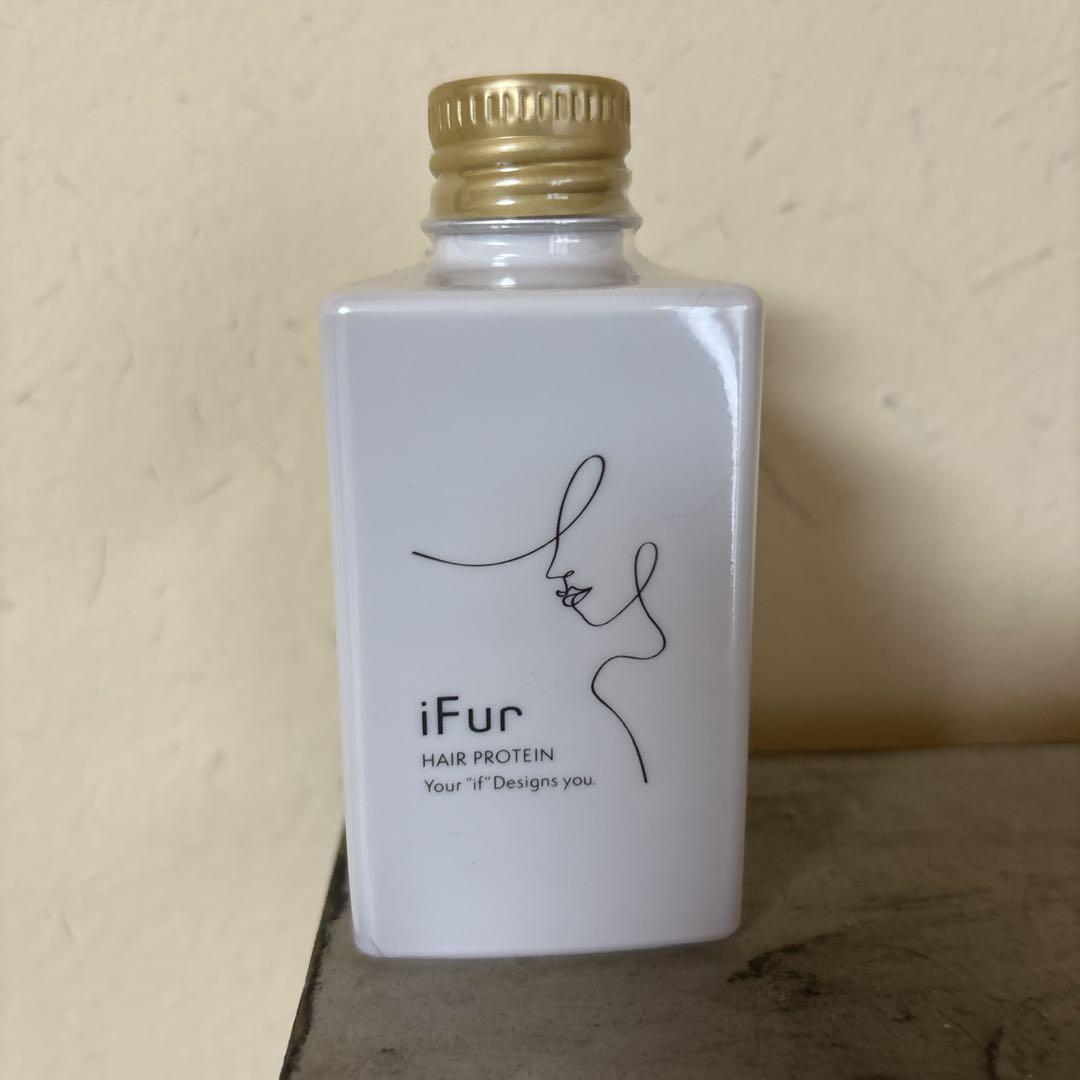 iFur
HAIR PROTEIN
Your "if" Designs you.